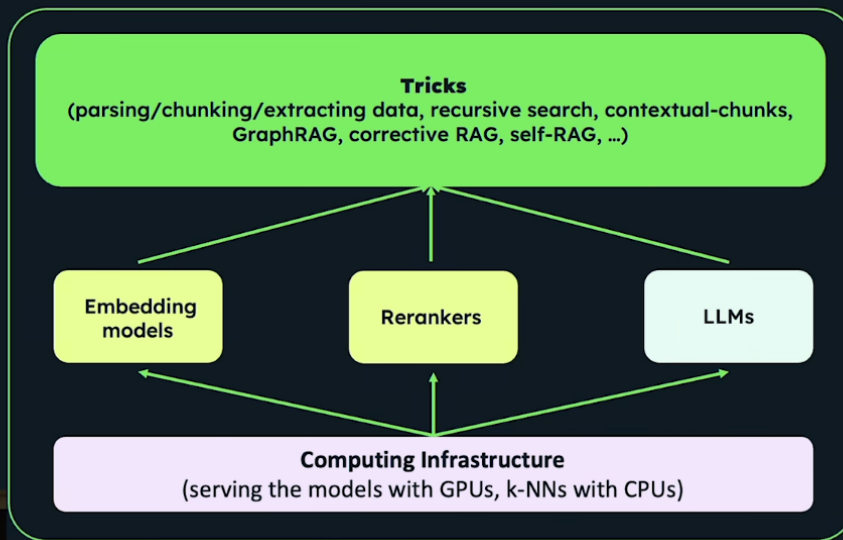 Tricks
(parsing/chunking/extracting data, recursive search, contextual-chunks,
GraphRAG, corrective RAG, self-RAG, ...)
Embedding
models
Rerankers
LLMs
Computing Infrastructure
(serving the models with GPUs, k-NNs with CPUs)